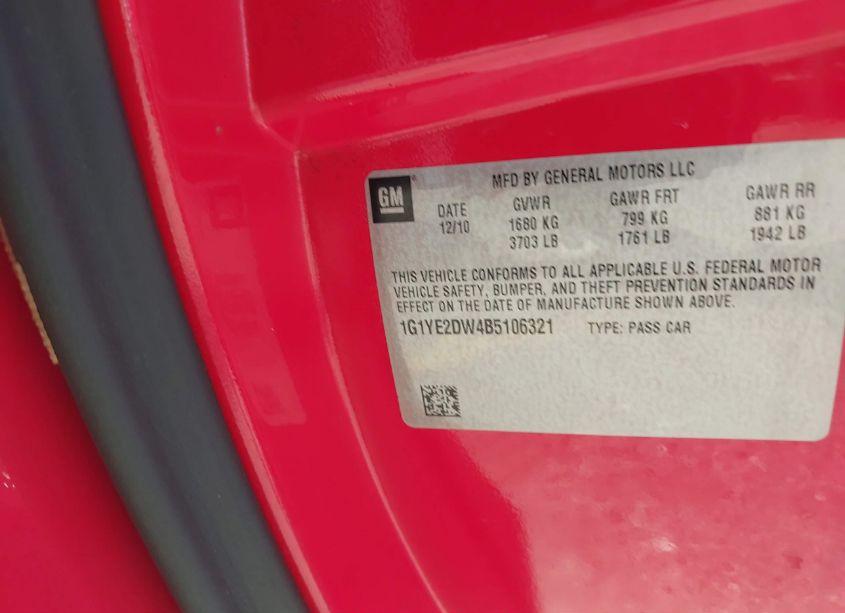 GM
MFD BY GENERAL MOTORS LLC
DATE GVWR GAWR FRT GAWR RR
12/10 1680 KG 799 KG 881 KG
3703 LB 1761 LB 1942 LB
THIS VEHICLE CONFORMS TO ALL APPLICABLE U.S. FEDERAL MOTOR
VEHICLE SAFETY, BUMPER, AND THEFT PREVENTION STANDARDS IN
EFFECT ON THE DATE OF MANUFACTURE SHOWN ABOVE.
1G1YE2DW4B5106321 TYPE: PASS CAR